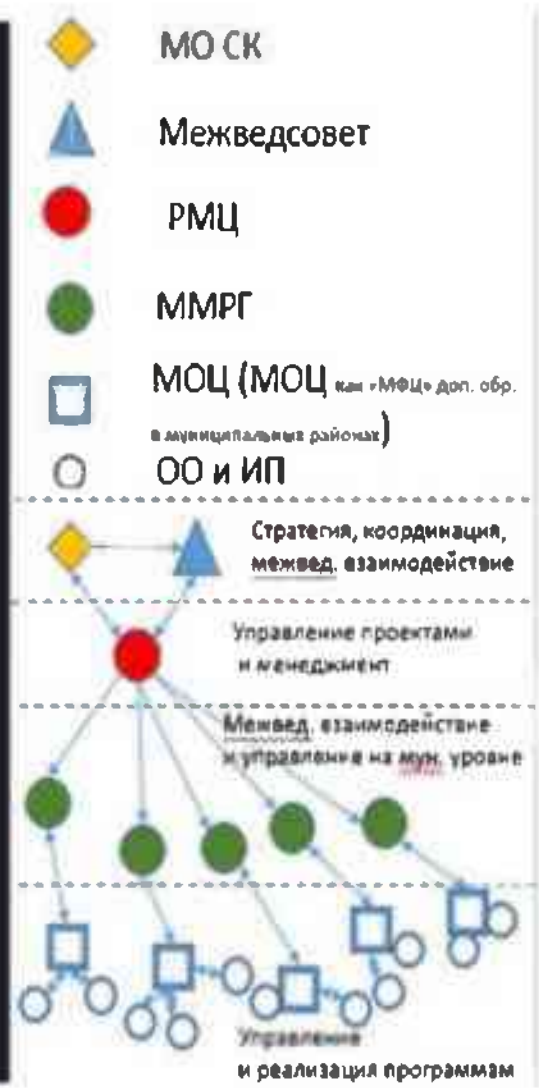 МО СК
Межведсовет
РМЦ
ММРГ
МОЦ (МОЦ как «МФЦ» доп. обр.
в муниципальных районах)
ОО и ИП
Стратегия, координация,
межвед. взаимодействие
Управление проектами
и менеджмент
Межвед. взаимодействие
и управление на мун. уровне
Управление
и реализация программам